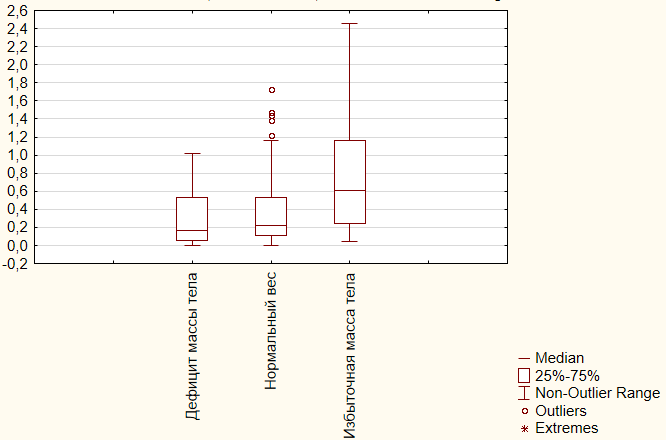 2,6
2,4
2,2
2,0
1,8
1,6
1,4
1,2
1,0
0,8
0,6
0,4
0,2
0,0
-0,2
Дефицит массы тела
Нормальный вес
Избыточная масса тела
Median
25%-75%
Non-Outlier Range
Outliers
Extremes